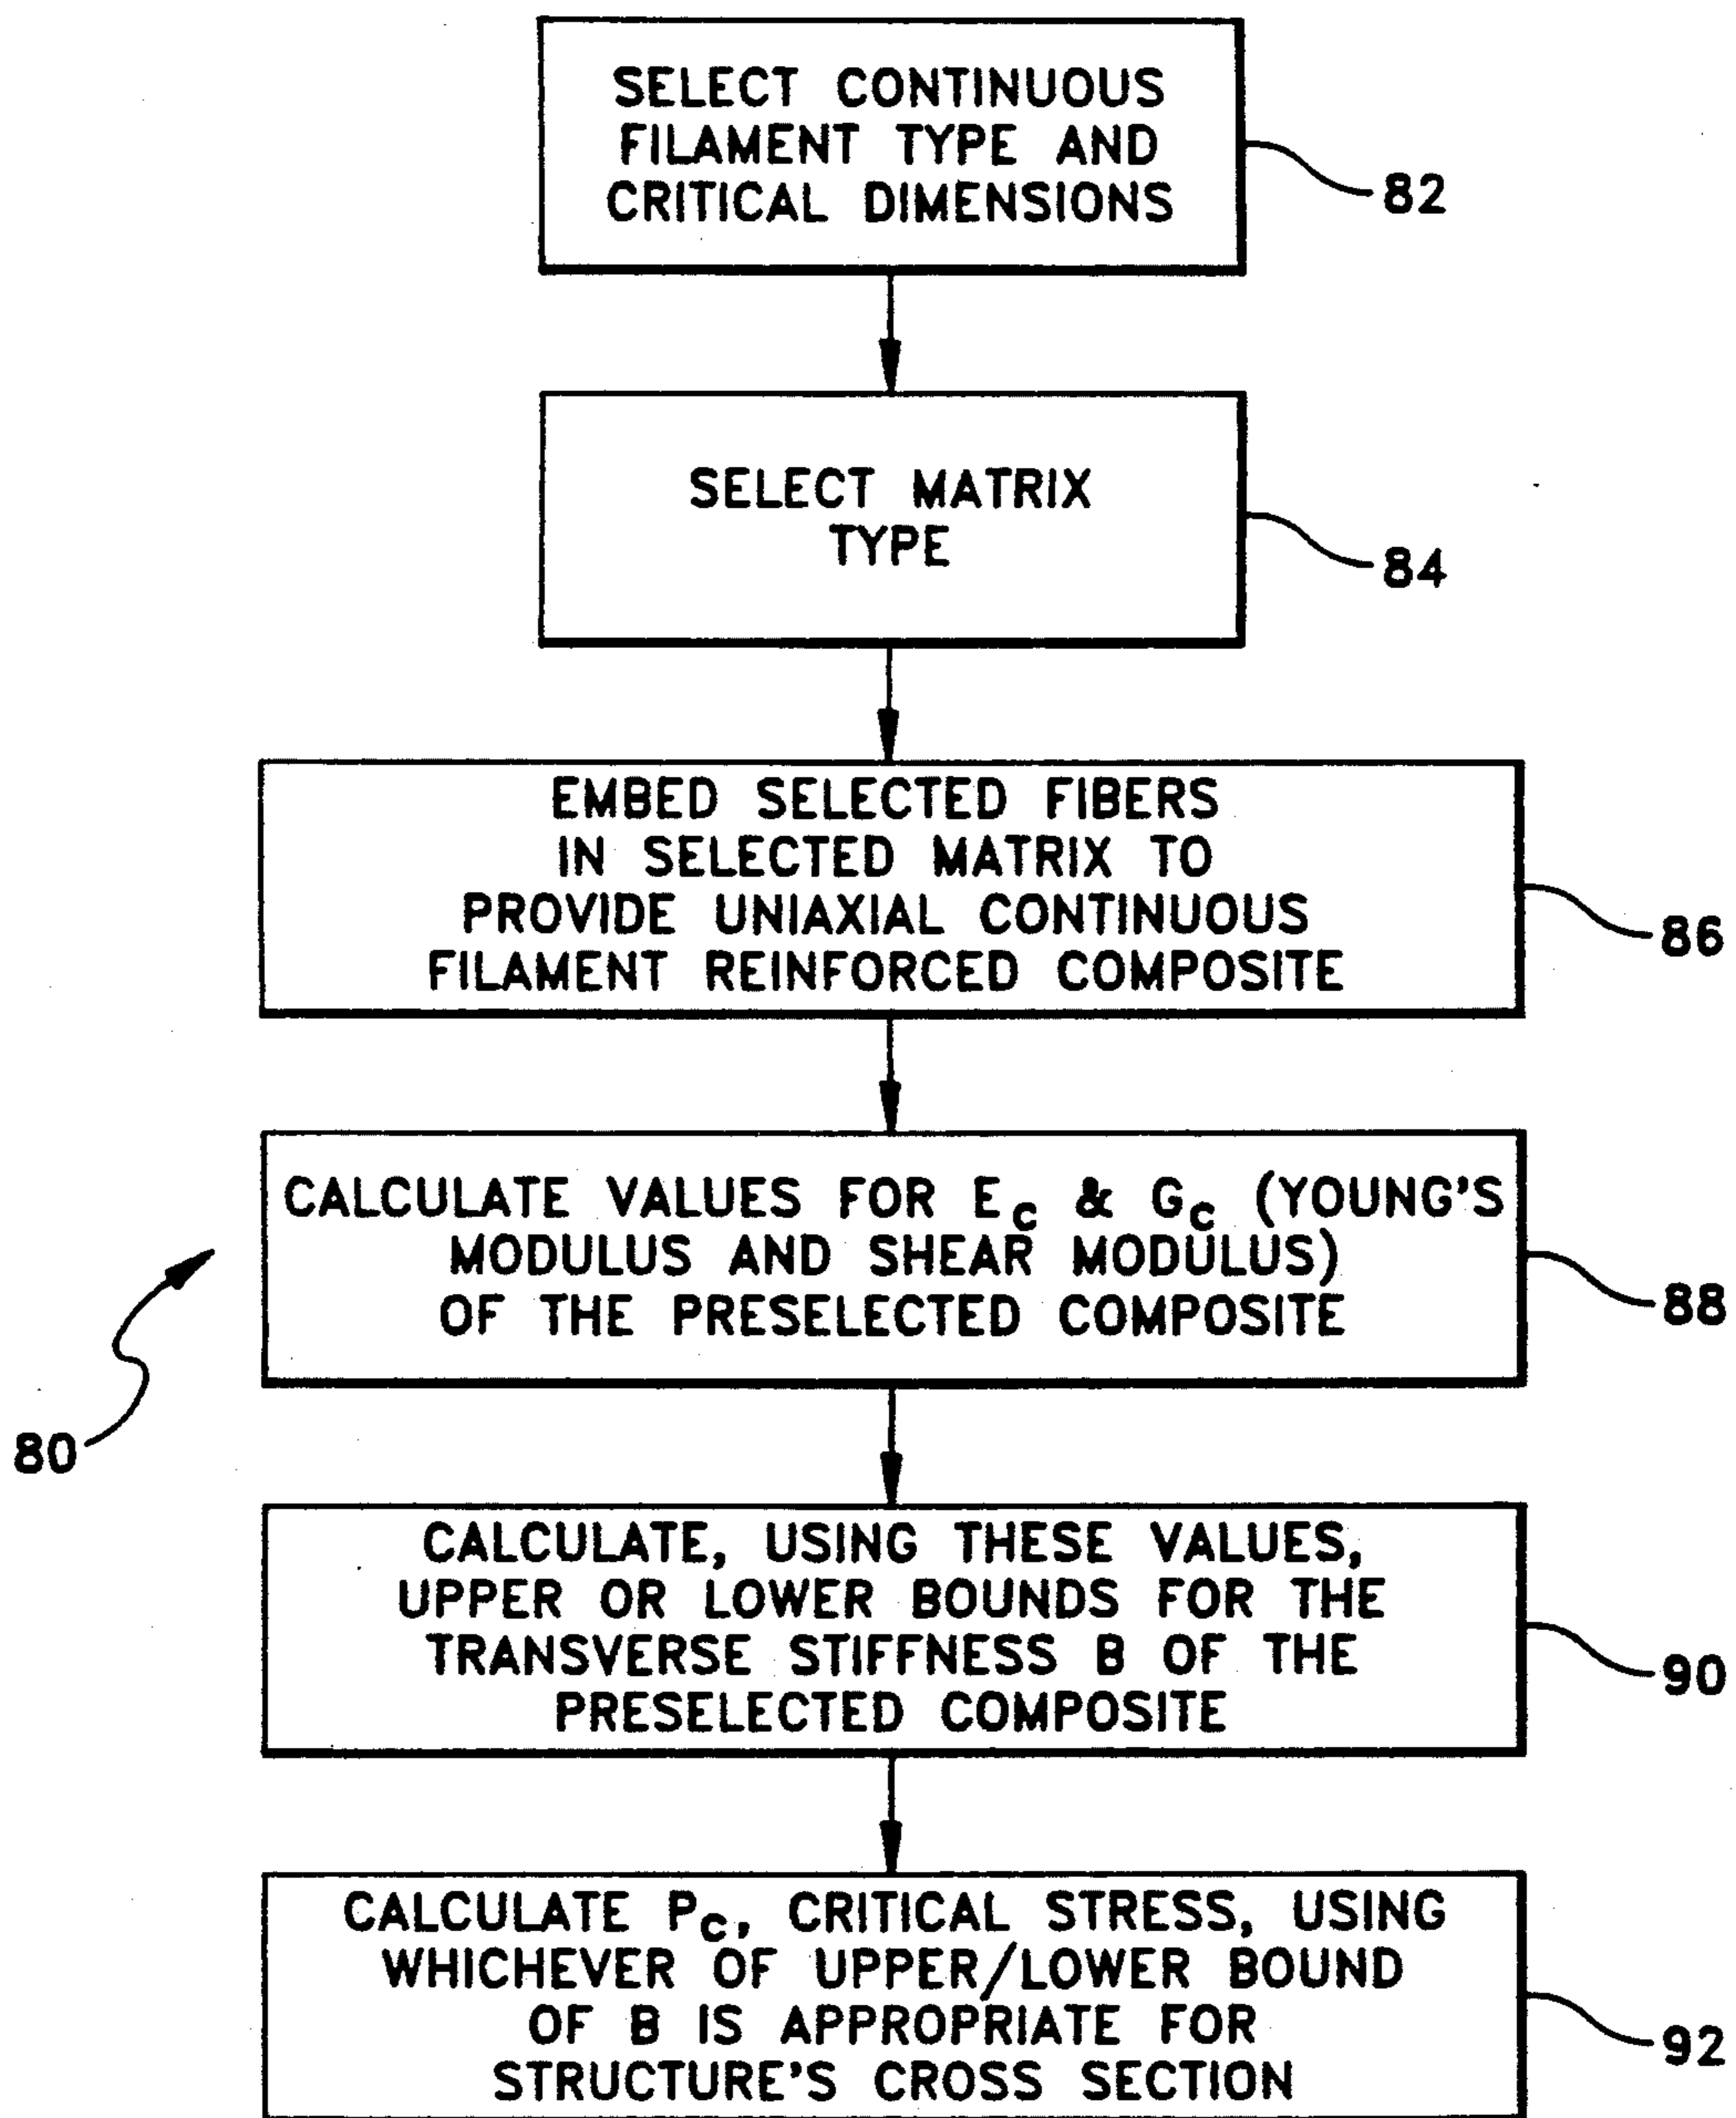 SELECT CONTINUOUS
FILAMENT TYPE AND
CRITICAL DIMENSIONS
82
SELECT MATRIX
TYPE
84
EMBED SELECTED FIBERS
IN SELECTED MATRIX TO
PROVIDE UNIAXIAL CONTINUOUS
FILAMENT REINFORCED COMPOSITE
86
CALCULATE VALUES FOR Ec & Gc (YOUNG'S
MODULUS AND SHEAR MODULUS)
OF THE PRESELECTED COMPOSITE
88
80
CALCULATE, USING THESE VALUES,
UPPER OR LOWER BOUNDS FOR THE
TRANSVERSE STIFFNESS B OF THE
PRESELECTED COMPOSITE
90
CALCULATE Pc, CRITICAL STRESS, USING
WHICHEVER OF UPPER/LOWER BOUND
OF B IS APPROPRIATE FOR
STRUCTURE'S CROSS SECTION
92